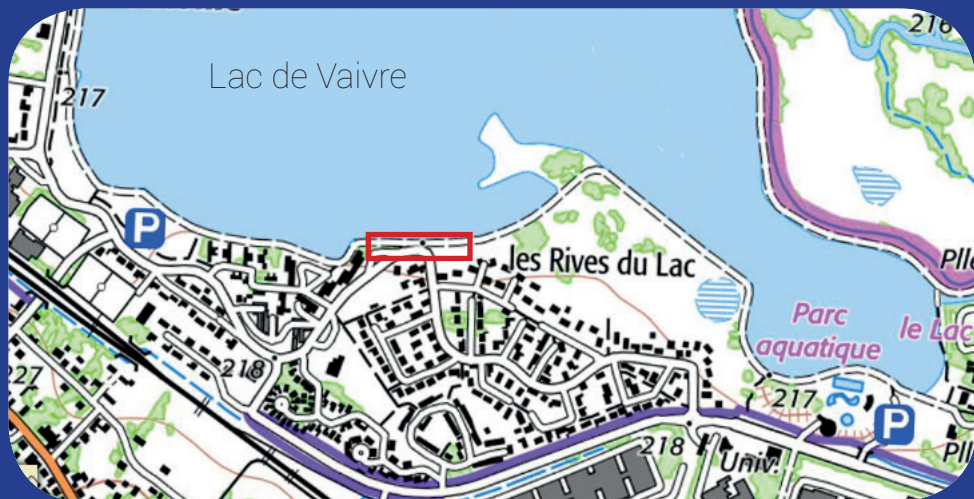 216
Lac de Vaivre
217
P
les Rives du Lac
Plle
Parc
aquatique
le Lac
218
227
217
P
218
Univ.
Pll